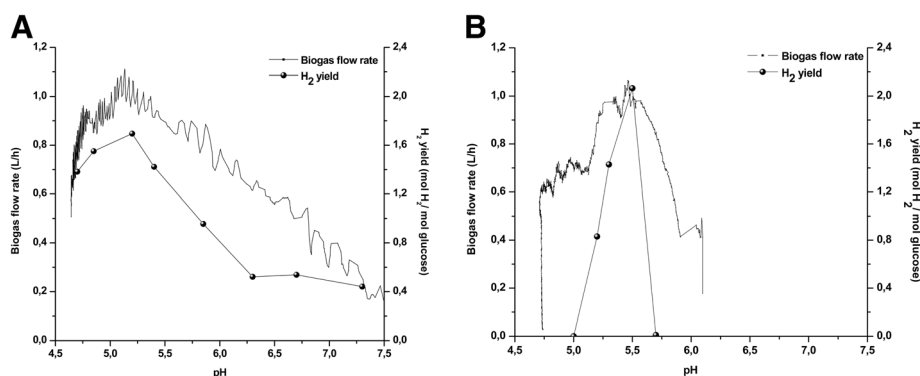 A
Biogas flow rate (L/h)
1,2
1,0
0,8
0,6
0,4
0,2
0,0
4,5 5,0 5,5 6,0 6,5 7,0 7,5
pH
2,4
2,0
1,6
1,2
0,8
0,4
0,0
H2 yield (mol H2/ mol glucose)
Biogas flow rate
H2 yield
B
Biogas flow rate (L/h)
1,2
1,0
0,8
0,6
0,4
0,2
0,0
4,5 5,0 5,5 6,0 6,5 7,0 7,5
pH
2,4
2,0
1,6
1,2
0,8
0,4
0,0
H2 yield (mol H2/ mol glucose)
Biogas flow rate
H2 yield